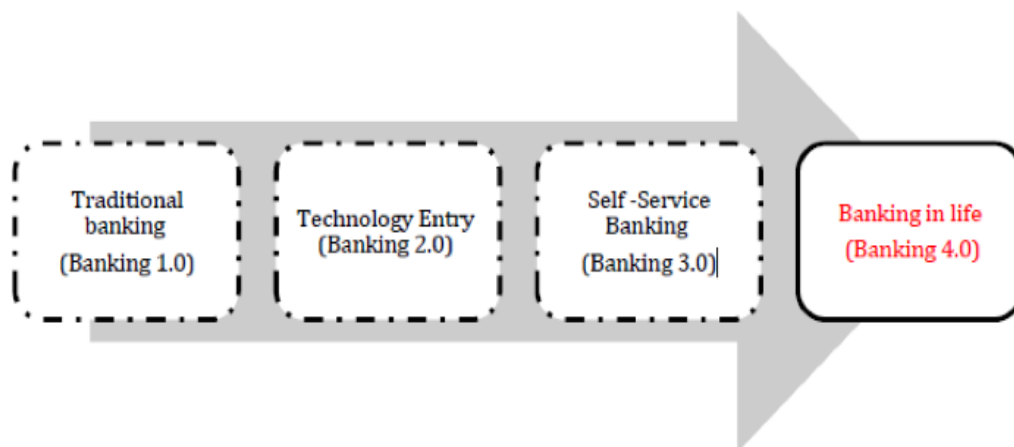 Traditional
banking
(Banking 1.0)
Technology Entry
(Banking 2.0)
Self -Service
Banking
(Banking 3.0)
Banking in life
(Banking 4.0)